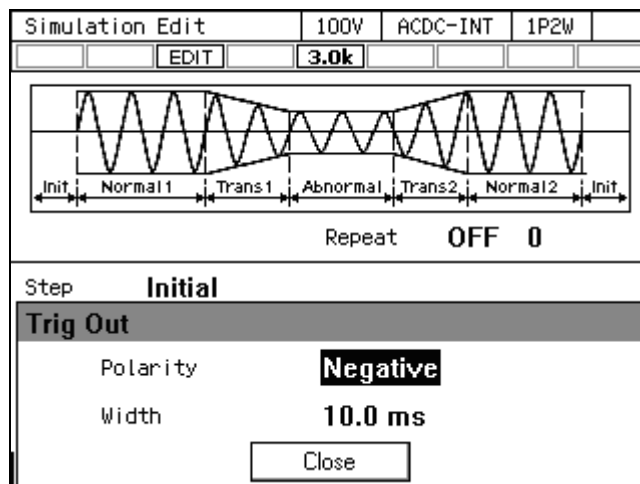 Simulation Edit 100V ACDC-INT 1P2W
EDIT 3.0k
Init Normal1 Trans1 Abnormal Trans2 Normal2 Init
Repeat OFF 0
Step Initial
Trig Out
Polarity Negative
Width 10.0 ms
Close